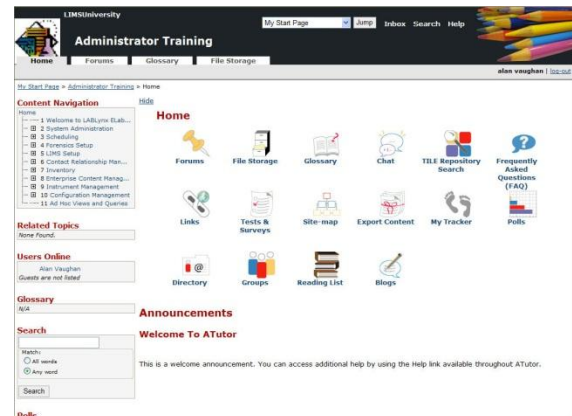 LIMSUniversity
My Start Page
Jump
Inbox Search Help
Administrator Training
Home Forums Glossary File Storage
alan vaughan | log-out
My Start Page > Administrator Training > Home
Content Navigation
Home
1 Welcome to LABLynx ELab...
2 System Administration
3 Scheduling
4 Forensics Setup
5 LIMS Setup
6 Contact Relationship Man...
7 Inventory
8 Enterprise Content Manag...
9 Instrument Management
10 Configuration Management
11 Ad Hoc Views and Queries
Related Topics
None Found.
Users Online
Alan Vaughan
Guests are not listed
Glossary
N/A
Search
Match:
All words
Any word
Search
Polls
Hide
Home
Forums
File Storage
Glossary
Chat
TILE Repository
Search
Frequently
Asked
Questions
(FAQ)
Links
Tests &
Surveys
Site-map
Export Content
My Tracker
Polls
Directory
Groups
Reading List
Blogs
Announcements
Welcome To ATutor
This is a welcome announcement. You can access additional help by using the Help link available throughout ATutor.